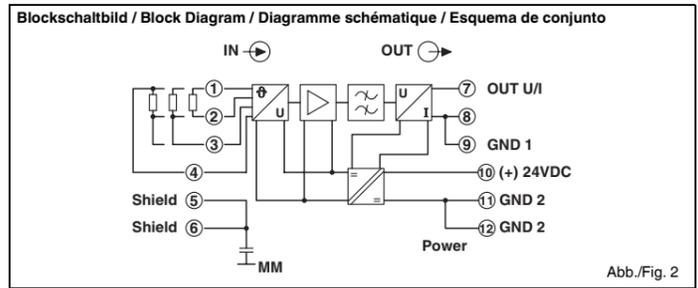 Blockschaltbild / Block Diagram / Diagramme schématique / Esquema de conjunto
IN OUT
1 ϑ U 7 OUT U/I
2 U I 8
3 9 GND 1
4 = = 10 (+) 24VDC
Shield 5 11 GND 2
Shield 6 12 GND 2
Power
MM
Abb./Fig. 2